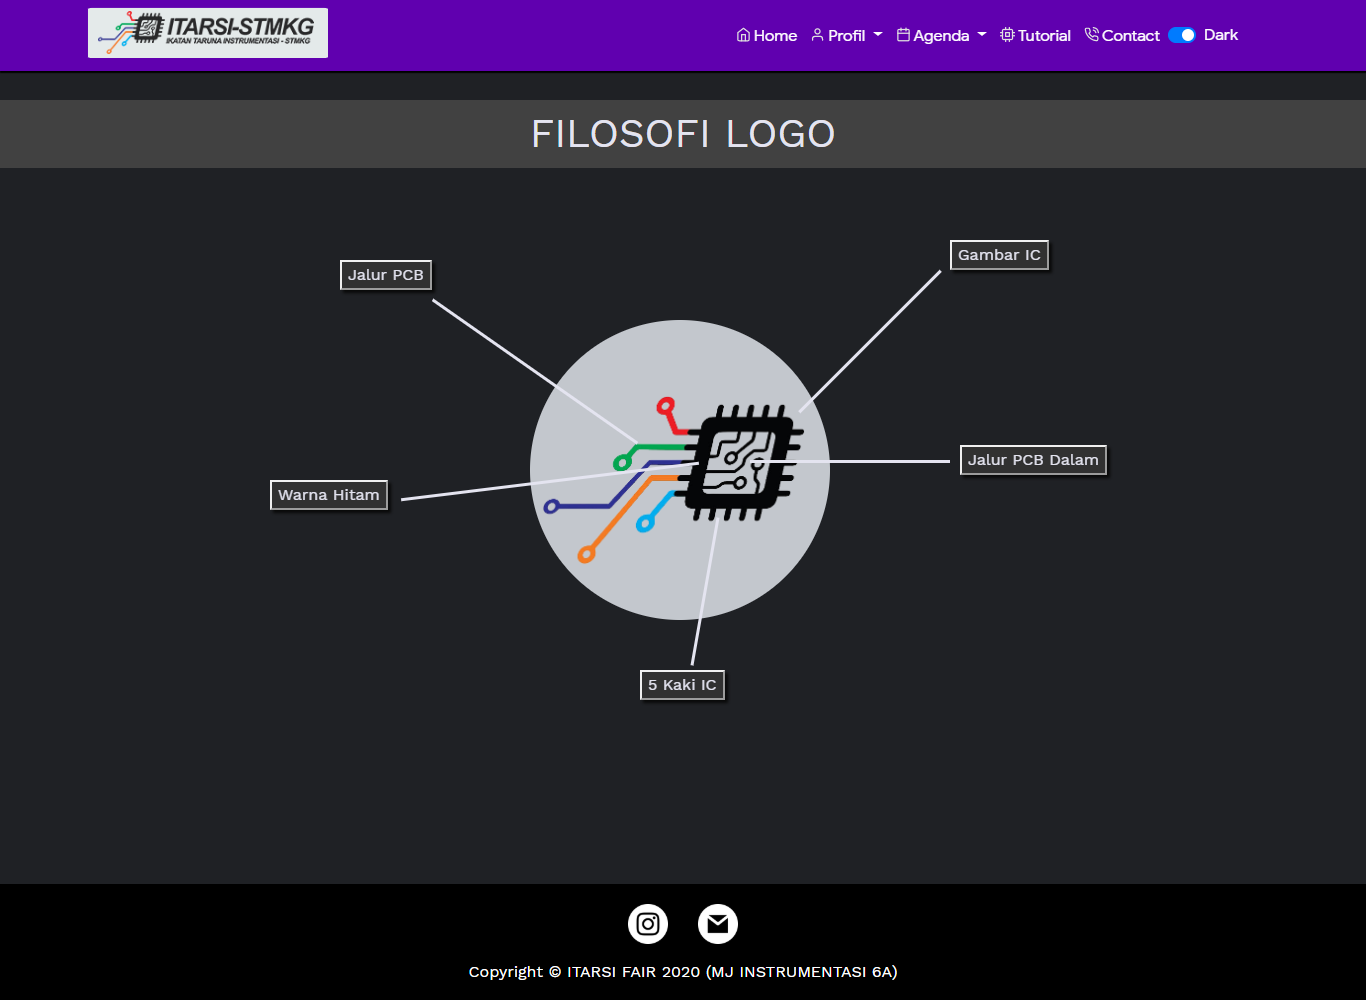 ITARSI-STMKG
IKATAN TARUNA INSTRUMENTASI - STMKG
Home Profil Agenda Tutorial Contact Dark
FILOSOFI LOGO
Gambar IC
Jalur PCB
Jalur PCB Dalam
Warna Hitam
5 Kaki IC
Copyright © ITARSI FAIR 2020 (MJ INSTRUMENTASI 6A)